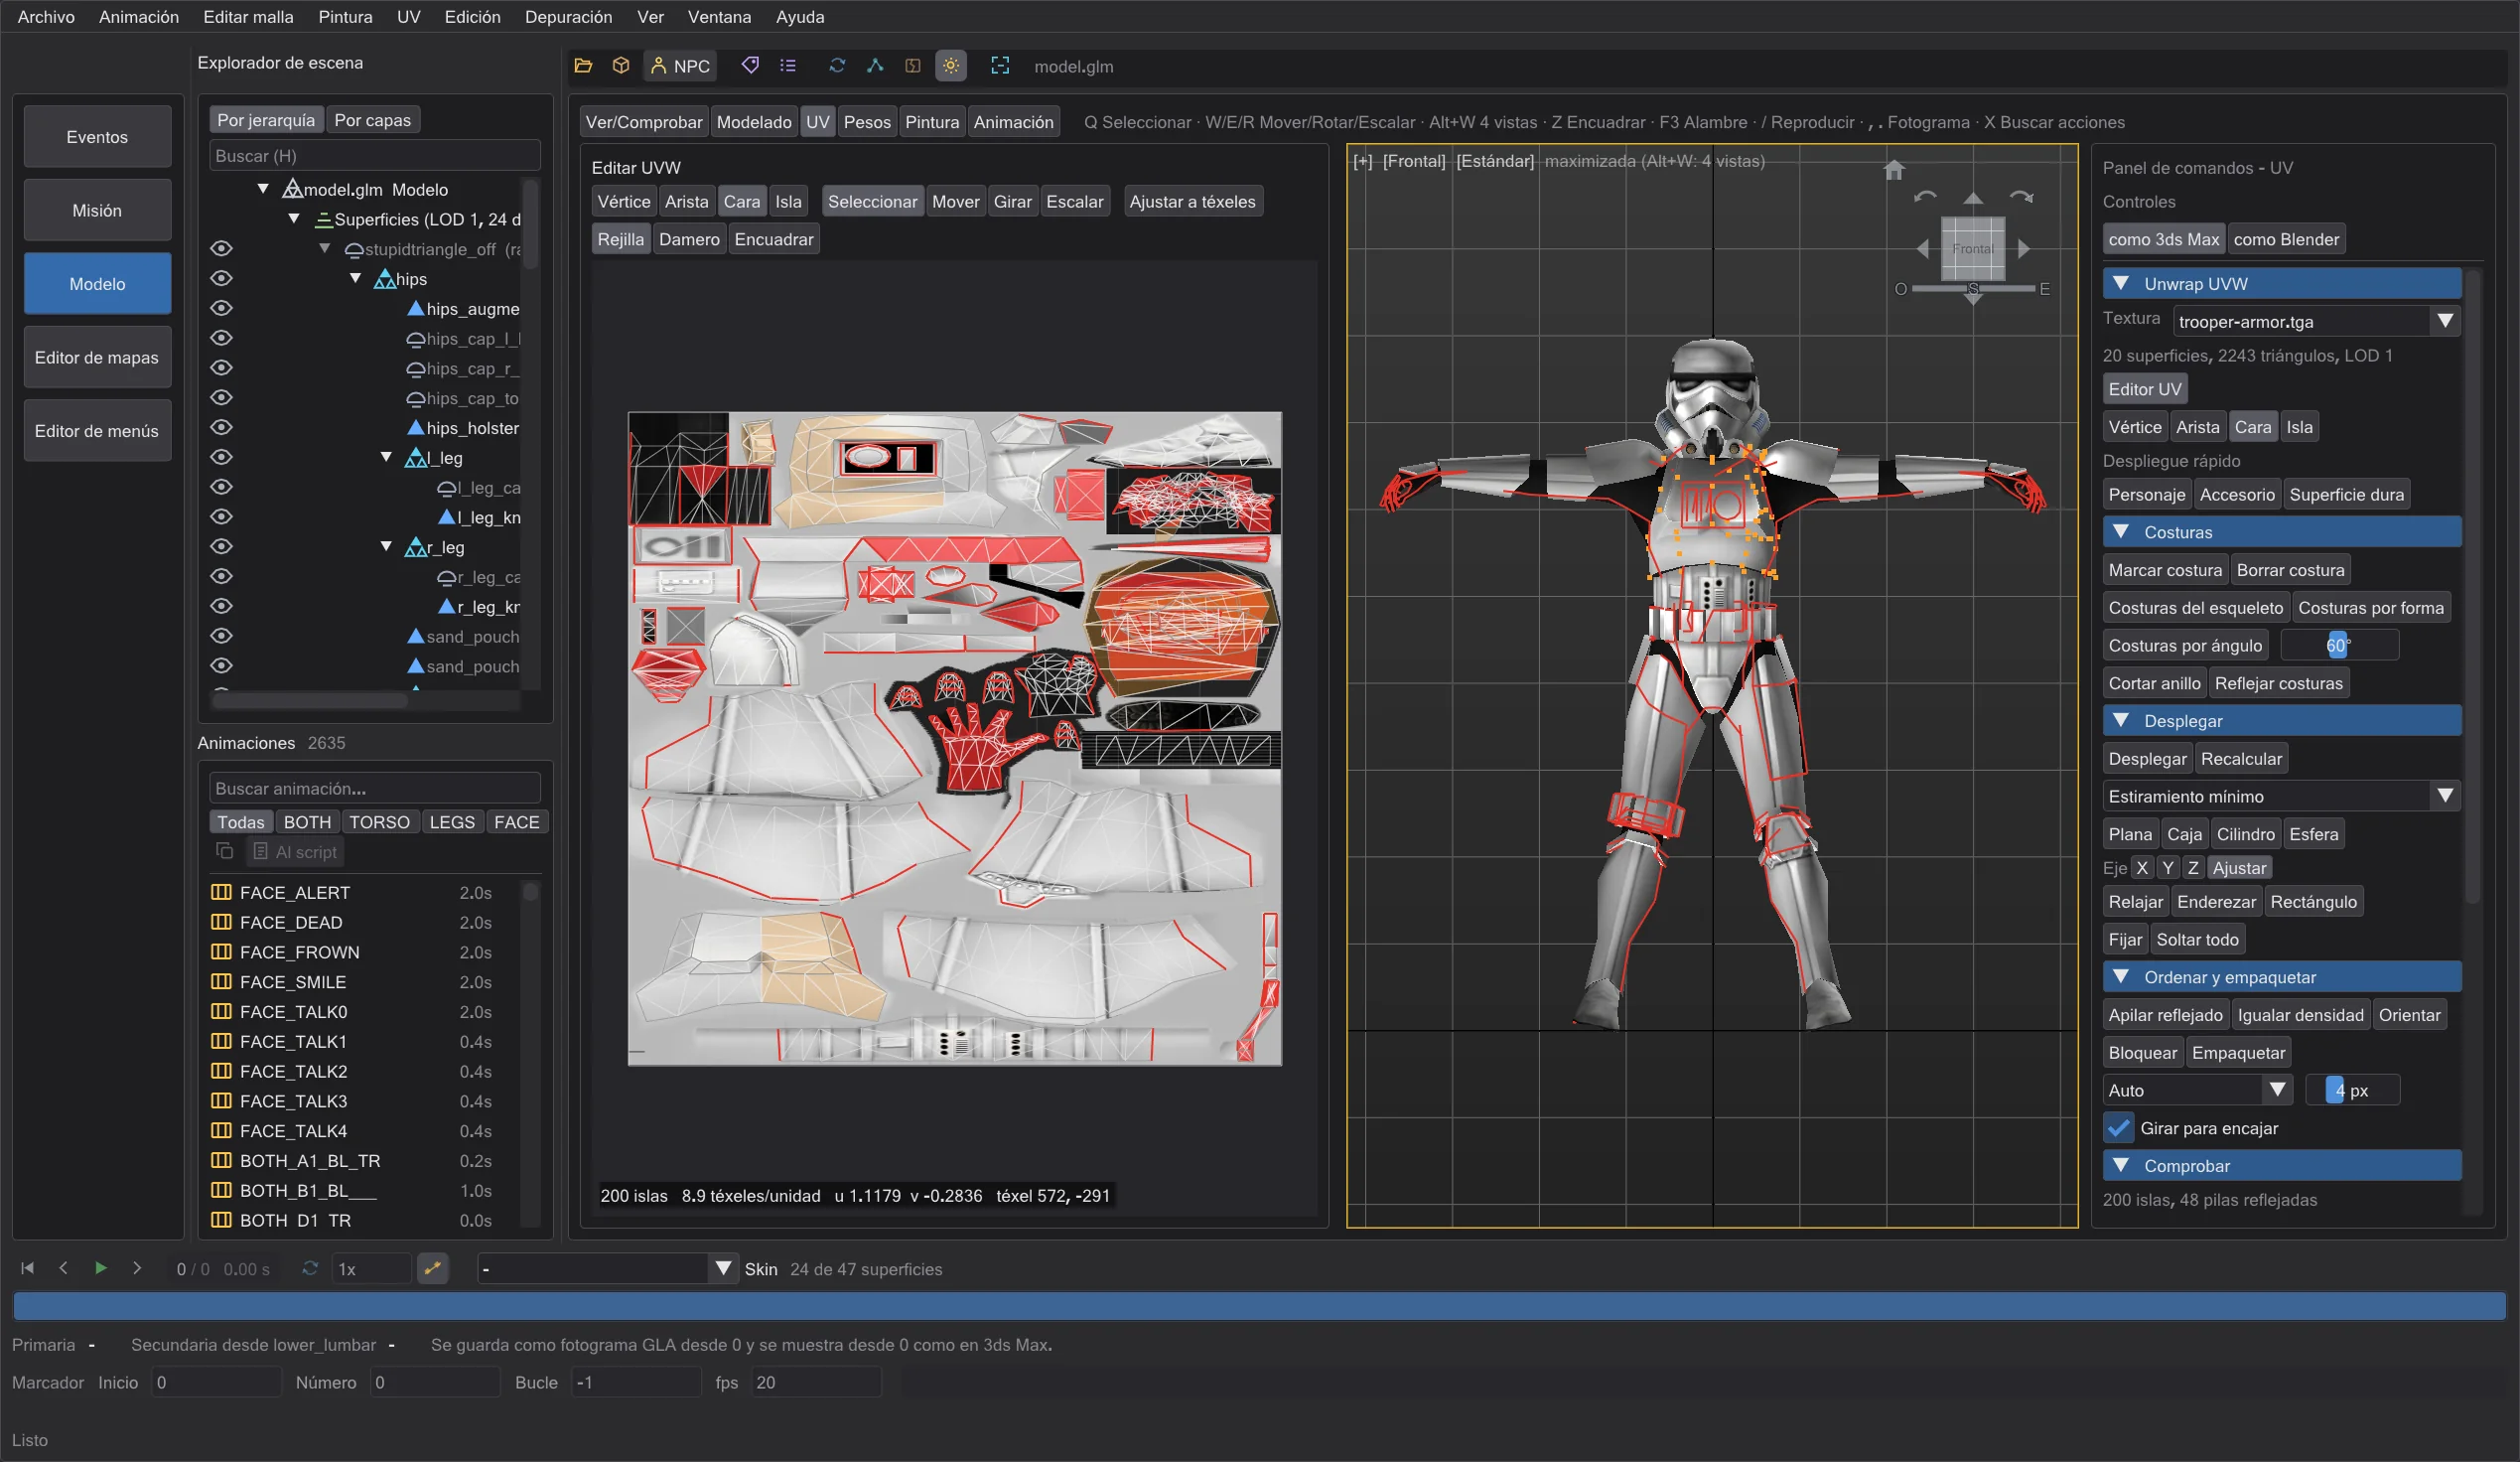 Archivo Animación Editar malla Pintura UV Edición Depuración Ver Ventana Ayuda
Eventos
Misión
Modelo
Editor de mapas
Editor de menús
Explorador de escena
Por jerarquía Por capas
Buscar (H)
model.glm Modelo
Superficies (LOD 1, 24 d
stupidtriangle_off (ra
hips
hips_augme
hips_cap_l_l
hips_cap_r_
hips_cap_to
hips_holster
l_leg
l_leg_ca
l_leg_kn
r_leg
r_leg_ca
r_leg_kn
sand_pouch
sand_pouch
Animaciones 2635
Buscar animación...
Todas BOTH TORSO LEGS FACE
Al script
FACE_ALERT 2.0s
FACE_DEAD 2.0s
FACE_FROWN 2.0s
FACE_SMILE 2.0s
FACE_TALK0 2.0s
FACE_TALK1 0.4s
FACE_TALK2 0.4s
FACE_TALK3 0.4s
FACE_TALK4 0.4s
BOTH_A1_BL_TR 0.2s
BOTH_B1_BL___ 1.0s
BOTH_D1_TR 0.0s
NPC model.glm
Ver/Comprobar Modelado UV Pesos Pintura Animación Q Seleccionar · W/E/R Mover/Rotar/Escalar · Alt+W 4 vistas · Z Encuadrar · F3 Alambre · / Reproducir · , . Fotograma · X Buscar acciones
Editar UVW
Vértice Arista Cara Isla Seleccionar Mover Girar Escalar Ajustar a téxeles
Rejilla Damero Encuadrar
200 islas 8.9 téxeles/unidad u 1.1179 v -0.2836 téxel 572, -291
[+] [Frontal] [Estándar] maximizada (Alt+W: 4 vistas)
Frontal
O S E
Panel de comandos - UV
Controles
como 3ds Max como Blender
Unwrap UVW
Textura trooper-armor.tga
20 superficies, 2243 triángulos, LOD 1
Editor UV
Vértice Arista Cara Isla
Despliegue rápido
Personaje Accesorio Superficie dura
Costuras
Marcar costura Borrar costura
Costuras del esqueleto Costuras por forma
Costuras por ángulo 60°
Cortar anillo Reflejar costuras
Desplegar
Desplegar Recalcular
Estiramiento mínimo
Plana Caja Cilindro Esfera
Eje X Y Z Ajustar
Relajar Enderezar Rectángulo
Fijar Soltar todo
Ordenar y empaquetar
Apilar reflejado Igualar densidad Orientar
Bloquear Empaquetar
Auto 4 px
Girar para encajar
Comprobar
200 islas, 48 pilas reflejadas
0 / 0 0.00 s 1x - Skin 24 de 47 superficies
Primaria - Secundaria desde lower_lumbar - Se guarda como fotograma GLA desde 0 y se muestra desde 0 como en 3ds Max.
Marcador Inicio 0 Número 0 Bucle -1 fps 20
Listo